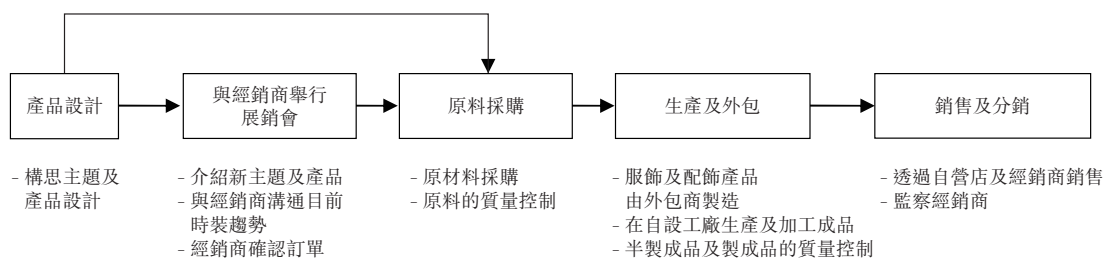 產品設計
與經銷商舉行
展銷會
原料採購
生產及外包
銷售及分銷
- 構思主題及
產品設計
- 介紹新主題及產品
- 與經銷商溝通目前
時裝趨勢
- 經銷商確認訂單
- 原材料採購
- 原料的質量控制
- 服飾及配飾產品
由外包商製造
- 在自設工廠生產及加工成品
- 半製成品及製成品的質量控制
- 透過自營店及經銷商銷售
- 監察經銷商